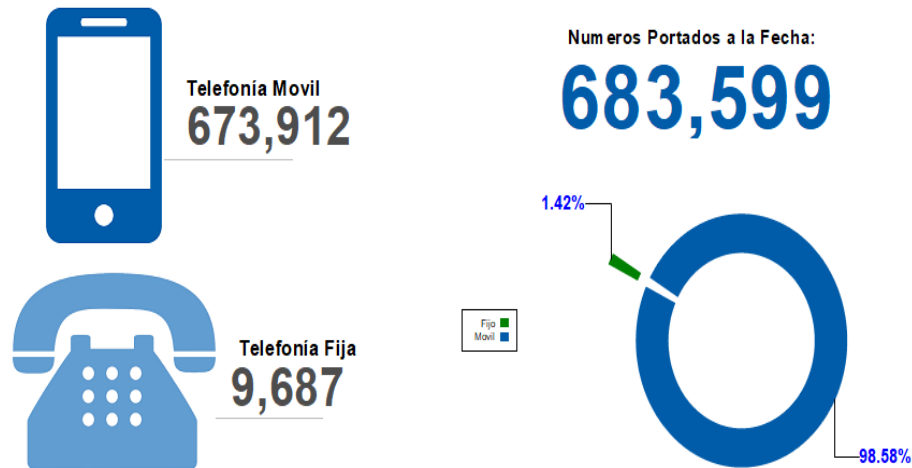 Telefonía Movil
673,912
Telefonía Fija
9,687
Numeros Portados a la Fecha:
683,599
1.42%
Fijo
Movil
98.58%